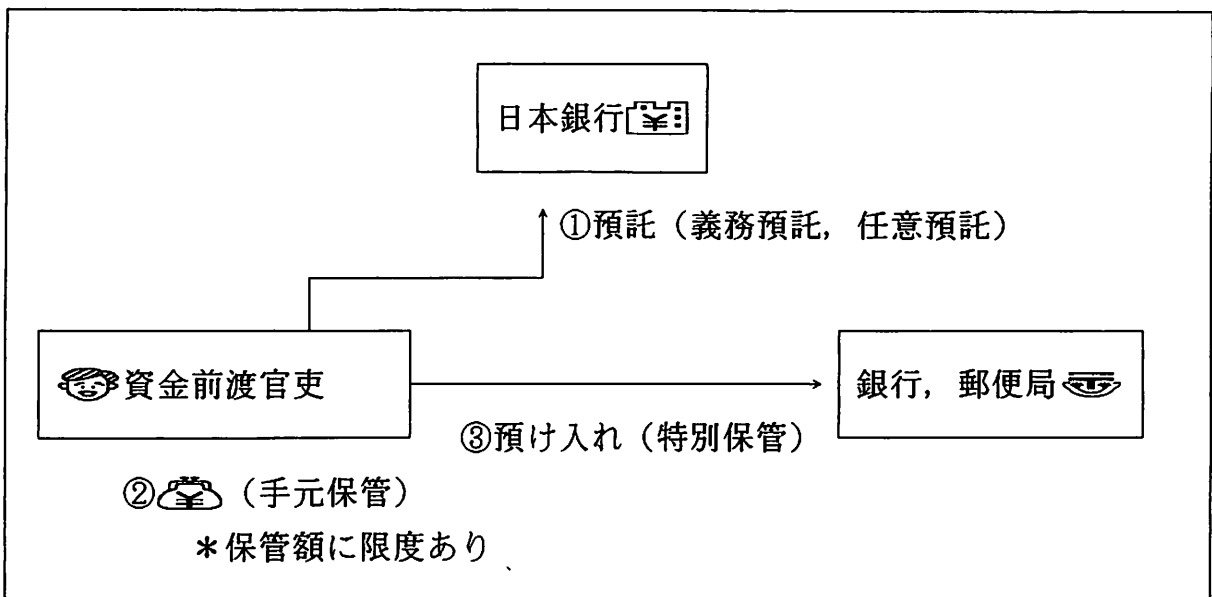 日本銀行
①預託（義務預託，任意預託）
資金前渡官吏
銀行，郵便局
③預け入れ（特別保管）
②（手元保管）
＊保管額に限度あり